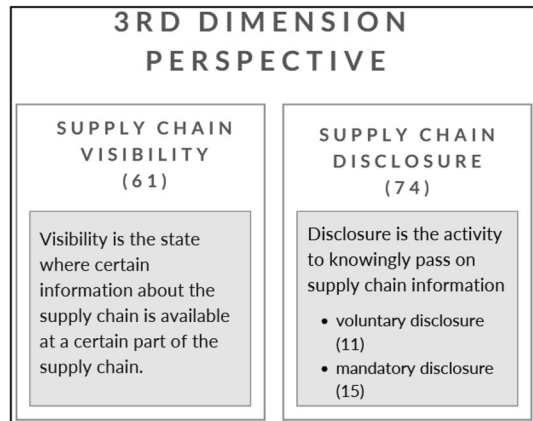 3RD DIMENSION
PERSPECTIVE
SUPPLY CHAIN
VISIBILITY
(61)
Visibility is the state
where certain
information about the
supply chain is available
at a certain part of the
supply chain.
SUPPLY CHAIN
DISCLOSURE
(74)
Disclosure is the activity
to knowingly pass on
supply chain information
• voluntary disclosure
(11)
• mandatory disclosure
(15)